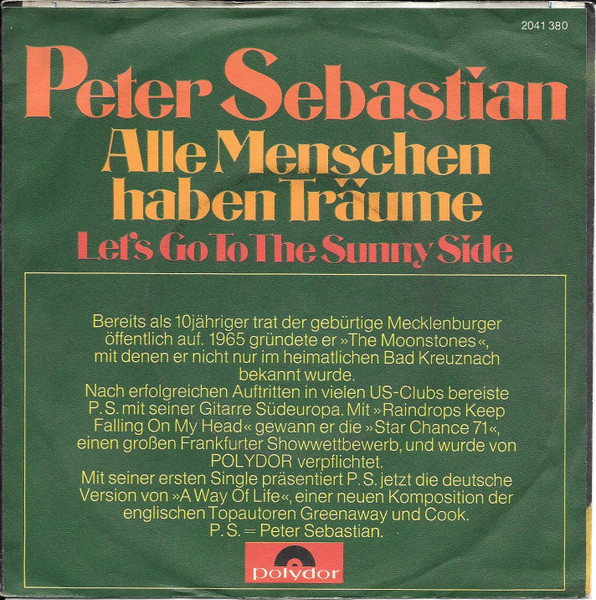 2041 380
Peter Sebastian
Alle Menschen
haben Träume
Let's Go To The Sunny Side
Bereits als 10jähriger trat der gebürtige Mecklenburger
öffentlich auf. 1965 gründete er »The Moonstones«,
mit denen er nicht nur im heimatlichen Bad Kreuznach
bekannt wurde.
Nach erfolgreichen Auftritten in vielen US-Clubs bereiste
P.S. mit seiner Gitarre Südeuropa. Mit »Raindrops Keep
Falling On My Head« gewann er die »Star Chance 71«,
einen großen Frankfurter Showwettbewerb, und wurde von
POLYDOR verpflichtet.
Mit seiner ersten Single präsentiert P.S. jetzt die deutsche
Version von »A Way Of Life«, einer neuen Komposition der
englischen Topautoren Greenaway und Cook.
P.S. = Peter Sebastian.
polydor